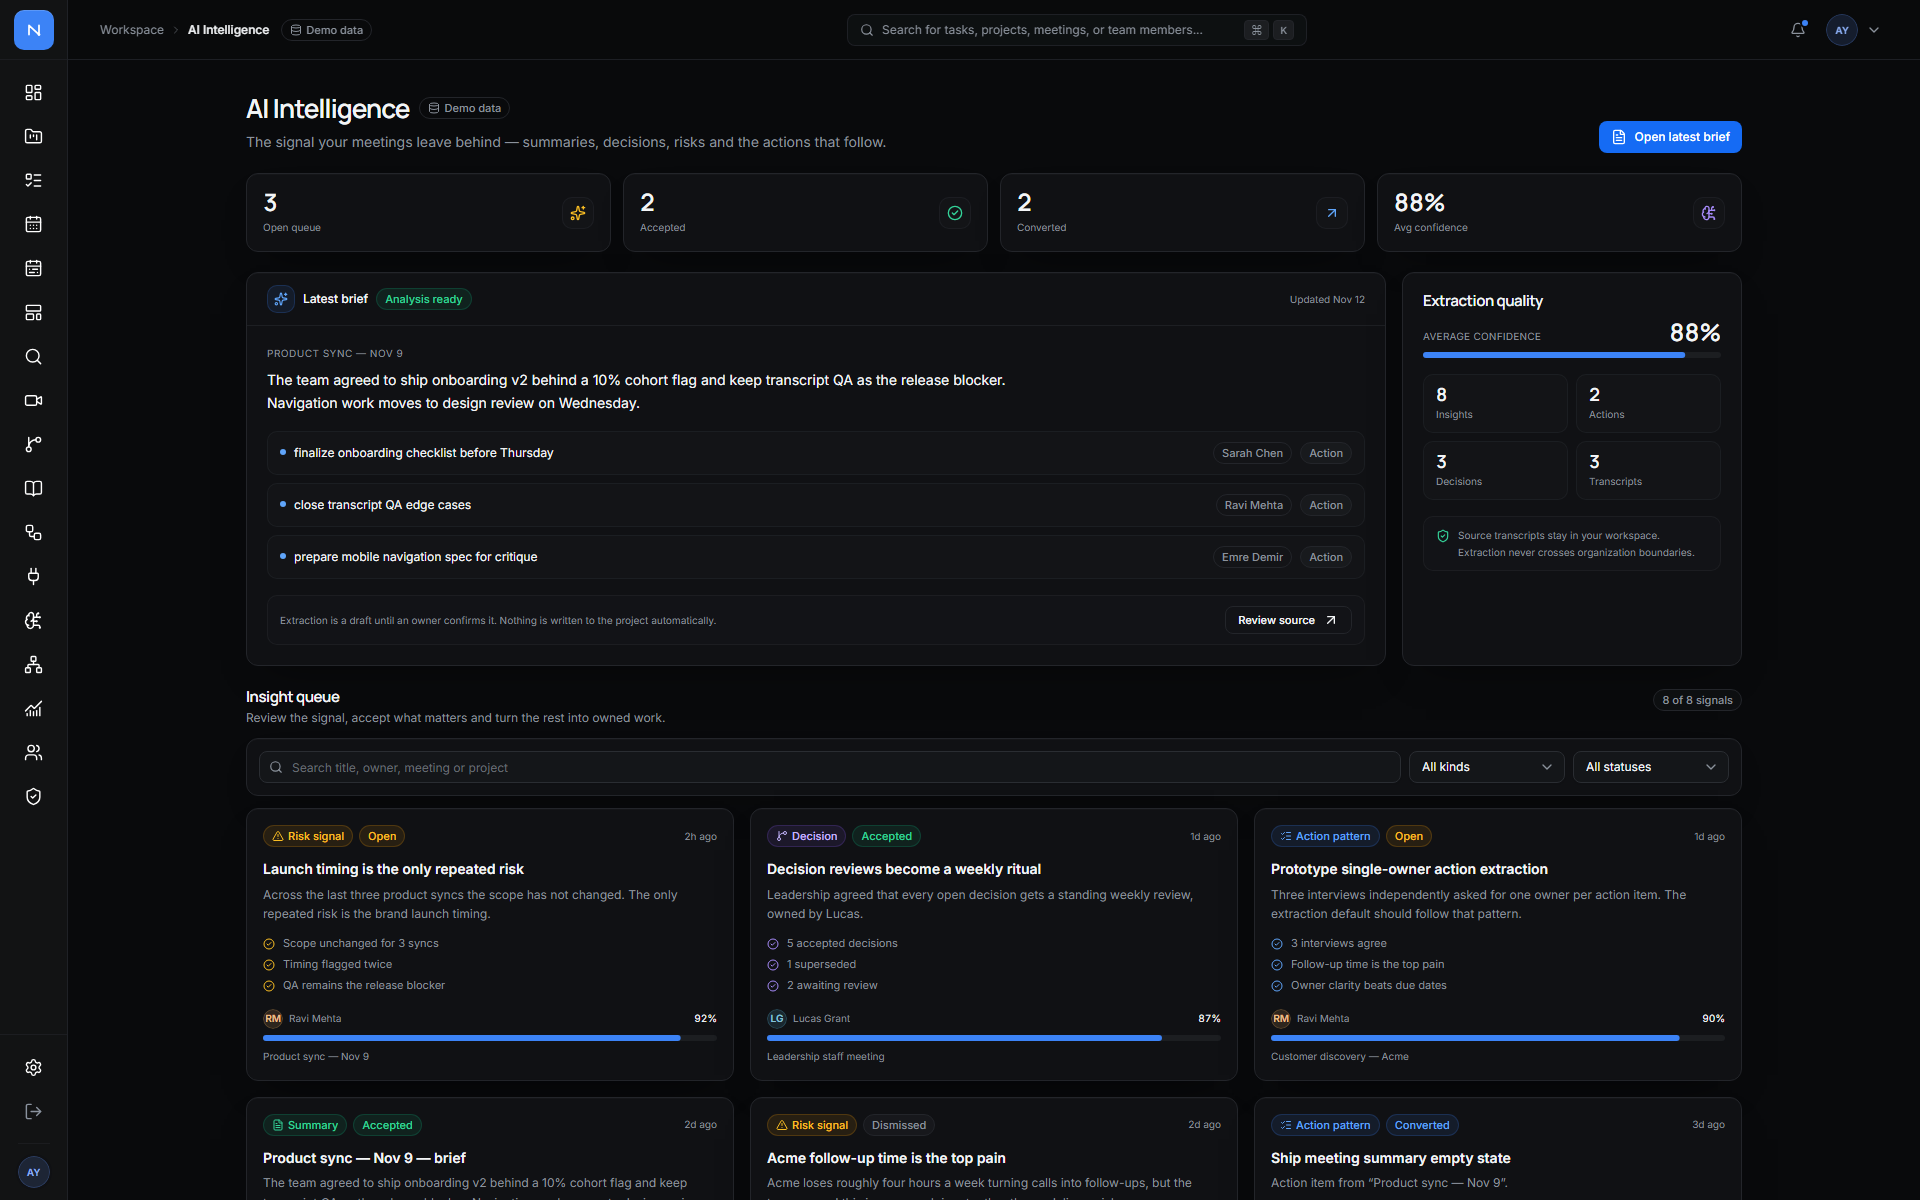 N
Workspace
AI Intelligence
Demo data
Search for tasks, projects, meetings, or team members...
⌘ K
AY
AI Intelligence
Demo data
The signal your meetings leave behind — summaries, decisions, risks and the actions that follow.
Open latest brief
3
Open queue
2
Accepted
2
Converted
88%
Avg confidence
Latest brief
Analysis ready
Updated Nov 12
PRODUCT SYNC — NOV 9
The team agreed to ship onboarding v2 behind a 10% cohort flag and keep transcript QA as the release blocker.
Navigation work moves to design review on Wednesday.
finalize onboarding checklist before Thursday
Sarah Chen
Action
close transcript QA edge cases
Ravi Mehta
Action
prepare mobile navigation spec for critique
Emre Demir
Action
Extraction is a draft until an owner confirms it. Nothing is written to the project automatically.
Review source
Extraction quality
AVERAGE CONFIDENCE
88%
8
Insights
2
Actions
3
Decisions
3
Transcripts
Source transcripts stay in your workspace.
Extraction never crosses organization boundaries.
Insight queue
Review the signal, accept what matters and turn the rest into owned work.
8 of 8 signals
Search title, owner, meeting or project
All kinds
All statuses
Risk signal
Open
2h ago
Launch timing is the only repeated risk
Across the last three product syncs the scope has not changed. The only
repeated risk is the brand launch timing.
Scope unchanged for 3 syncs
Timing flagged twice
QA remains the release blocker
RM
Ravi Mehta
92%
Product sync — Nov 9
Decision
Accepted
1d ago
Decision reviews become a weekly ritual
Leadership agreed that every open decision gets a standing weekly review,
owned by Lucas.
5 accepted decisions
1 superseded
2 awaiting review
LG
Lucas Grant
87%
Leadership staff meeting
Action pattern
Open
1d ago
Prototype single-owner action extraction
Three interviews independently asked for one owner per action item. The
extraction default should follow that pattern.
3 interviews agree
Follow-up time is the top pain
Owner clarity beats due dates
RM
Ravi Mehta
90%
Customer discovery — Acme
Summary
Accepted
2d ago
Product sync — Nov 9 — brief
The team agreed to ship onboarding v2 behind a 10% cohort flag and keep
Risk signal
Dismissed
2d ago
Acme follow-up time is the top pain
Acme loses roughly four hours a week turning calls into follow-ups, but the
Action pattern
Converted
3d ago
Ship meeting summary empty state
Action item from “Product sync — Nov 9”.
AY